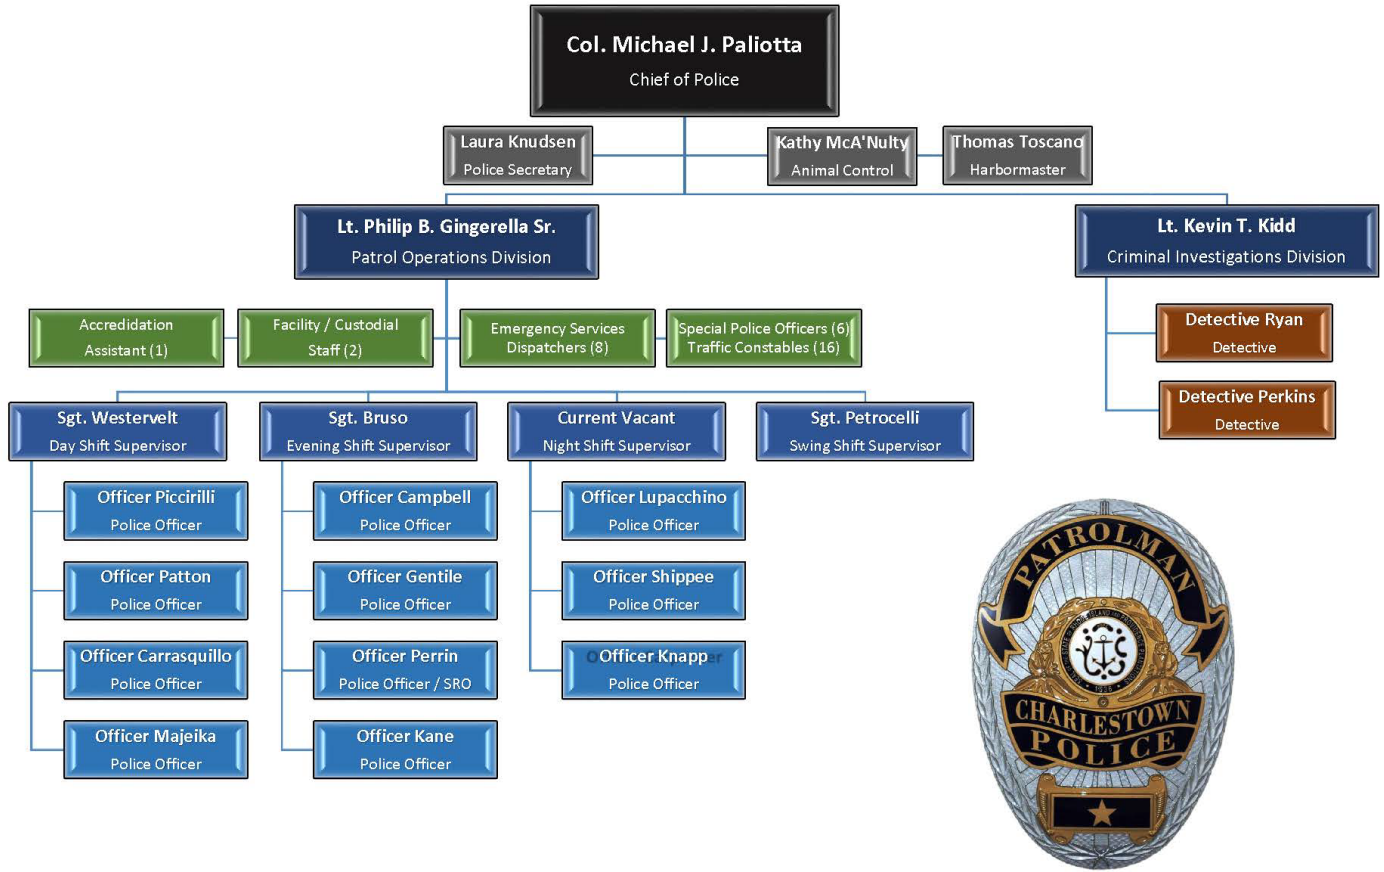 Col. Michael J. Paliotta
Chief of Police
Laura Knudsen
Police Secretary
Kathy McA'Nulty
Animal Control
Thomas Toscano
Harbormaster
Lt. Philip B. Gingerella Sr.
Patrol Operations Division
Lt. Kevin T. Kidd
Criminal Investigations Division
Accredidation
Assistant (1)
Facility / Custodial
Staff (2)
Emergency Services
Dispatchers (8)
Special Police Officers (6)
Traffic Constables (16)
Detective Ryan
Detective
Detective Perkins
Detective
Sgt. Westervelt
Day Shift Supervisor
Sgt. Bruso
Evening Shift Supervisor
Current Vacant
Night Shift Supervisor
Sgt. Petrocelli
Swing Shift Supervisor
Officer Piccirilli
Police Officer
Officer Campbell
Police Officer
Officer Lupacchino
Police Officer
Officer Patton
Police Officer
Officer Gentile
Police Officer
Officer Shippee
Police Officer
Officer Carrasquillo
Police Officer
Officer Perrin
Police Officer / SRO
Officer Knapp
Police Officer
Officer Majeika
Police Officer
Officer Kane
Police Officer
PATROLMAN
1636
CHARLESTOWN
POLICE